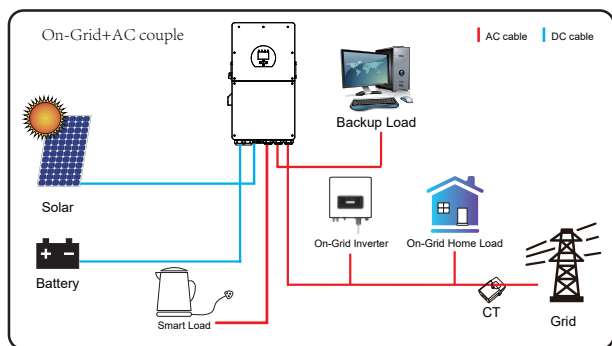 On-Grid+AC couple
AC cable
DC cable
Backup Load
Solar
On-Grid Inverter
On-Grid Home Load
Battery
Smart Load
CT
Grid